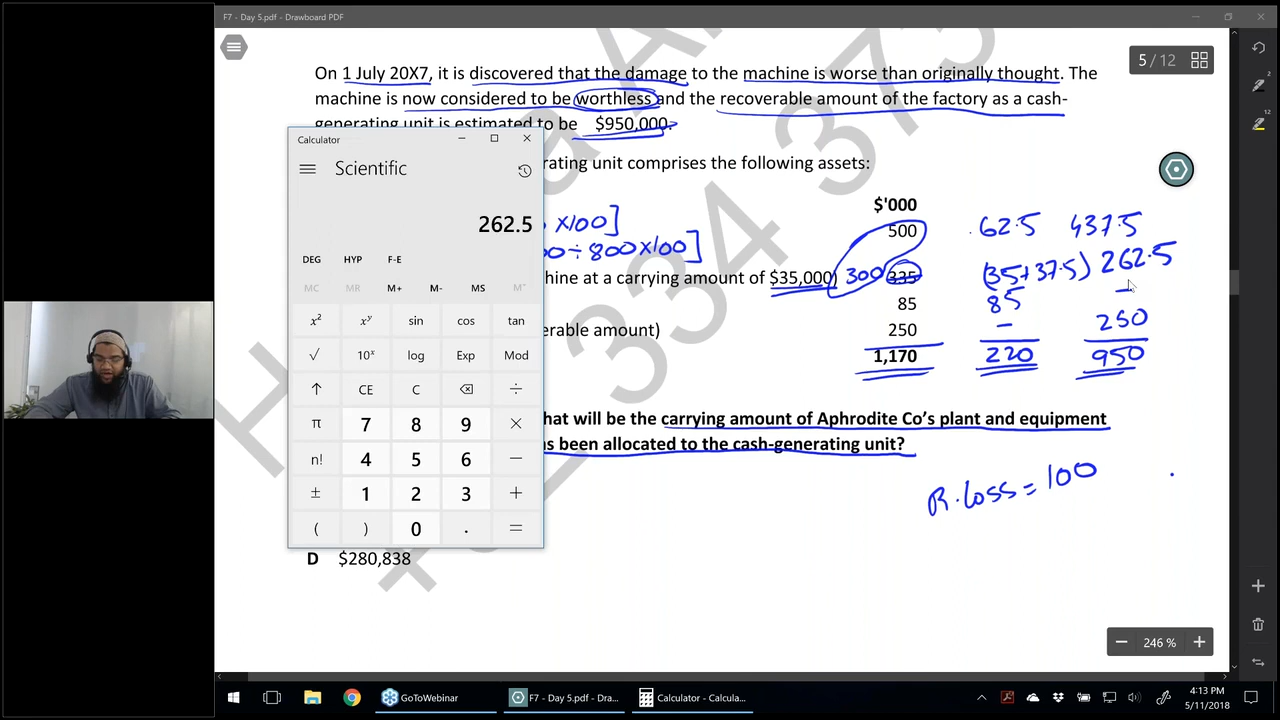 F7 - Day 5.pdf - Drawboard PDF
5 / 12
On 1 July 20X7, it is discovered that the damage to the machine is worse than originally thought. The
machine is now considered to be worthless and the recoverable amount of the factory as a cash-
generating unit is estimated to be $950,000.
rating unit comprises the following assets:
$'000
×100]
500
62.5
437.5
÷800×100]
hine at a carrying amount of $35,000)
300
335
(35+37.5)
262.5
85
85
-
erable amount)
250
-
250
1,170
220
950
hat will be the carrying amount of Aphrodite Co's plant and equipment
s been allocated to the cash-generating unit?
R.Loss = 100
D $280,838
Calculator
Scientific
262.5
DEG HYP F-E
MC MR M+ M- MS M˅
x² xʸ sin cos tan
√ 10ˣ log Exp Mod
↑ CE C ⌫ ÷
π 7 8 9 ×
n! 4 5 6 −
± 1 2 3 +
( ) 0 . =
246 %
GoToWebinar
F7 - Day 5.pdf - Dra...
Calculator - Calcula...
4:13 PM
5/11/2018